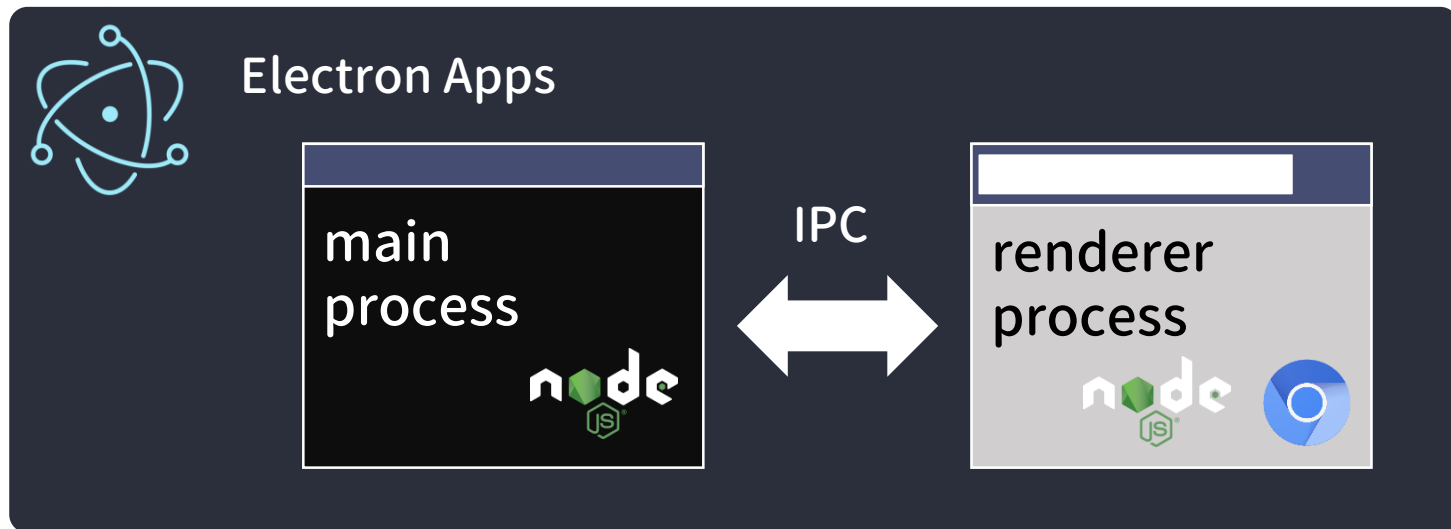 Electron Apps
main
process
node
JS
IPC
renderer
process
node
JS